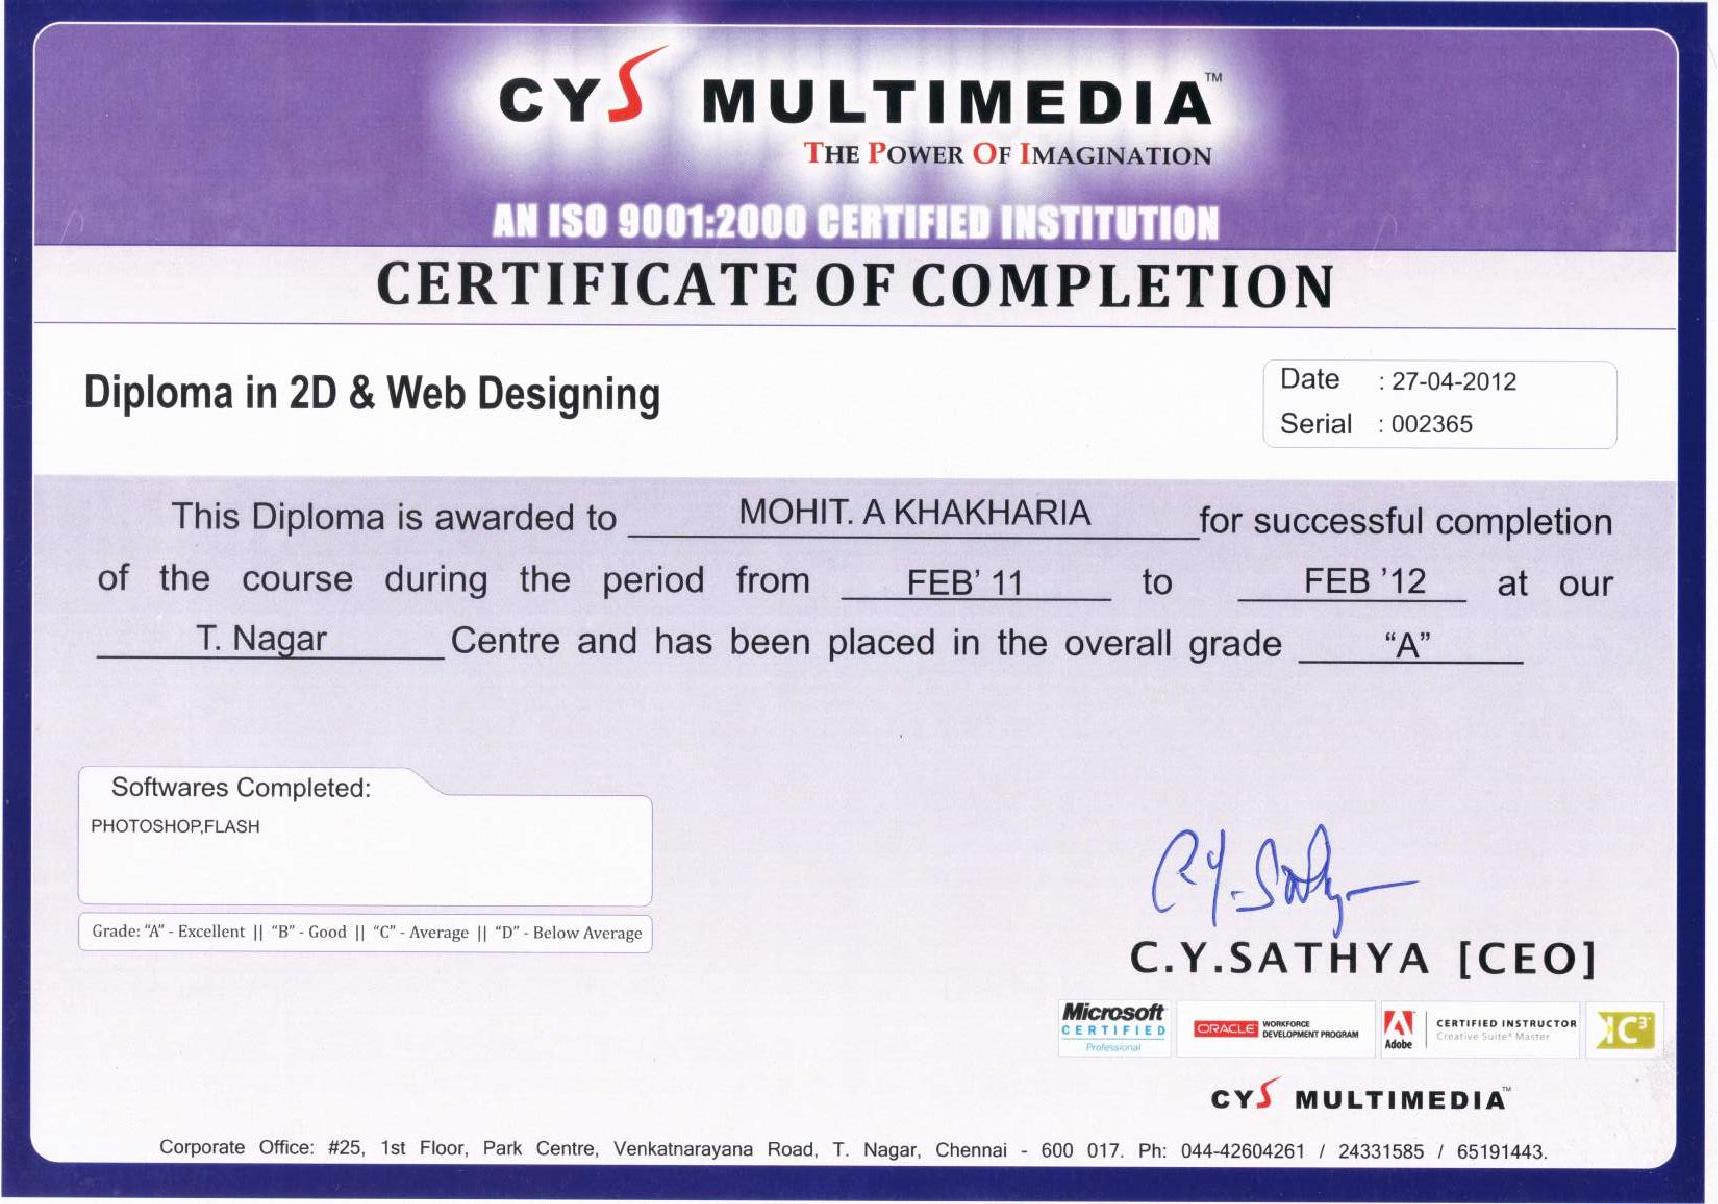 CYS MULTIMEDIA™
THE POWER OF IMAGINATION
AN ISO 9001:2000 CERTIFIED INSTITUTION
CERTIFICATE OF COMPLETION
Diploma in 2D & Web Designing
Date : 27-04-2012
Serial : 002365
This Diploma is awarded to MOHIT. A KHAKHARIA for successful completion
of the course during the period from FEB’ 11 to FEB ’12 at our
T. Nagar Centre and has been placed in the overall grade “A”
Softwares Completed:
PHOTOSHOP,FLASH
Grade: “A” - Excellent || “B” - Good || “C” - Average || “D” - Below Average
C.Y.Sathya
C.Y.SATHYA [CEO]
Microsoft
CERTIFIED
Professional
ORACLE WORKFORCE
DEVELOPMENT PROGRAM
Adobe
CERTIFIED INSTRUCTOR
Creative Suite® Master
IC³
CYS MULTIMEDIA™
Corporate Office: #25, 1st Floor, Park Centre, Venkatnarayana Road, T. Nagar, Chennai - 600 017. Ph: 044-42604261 / 24331585 / 65191443.